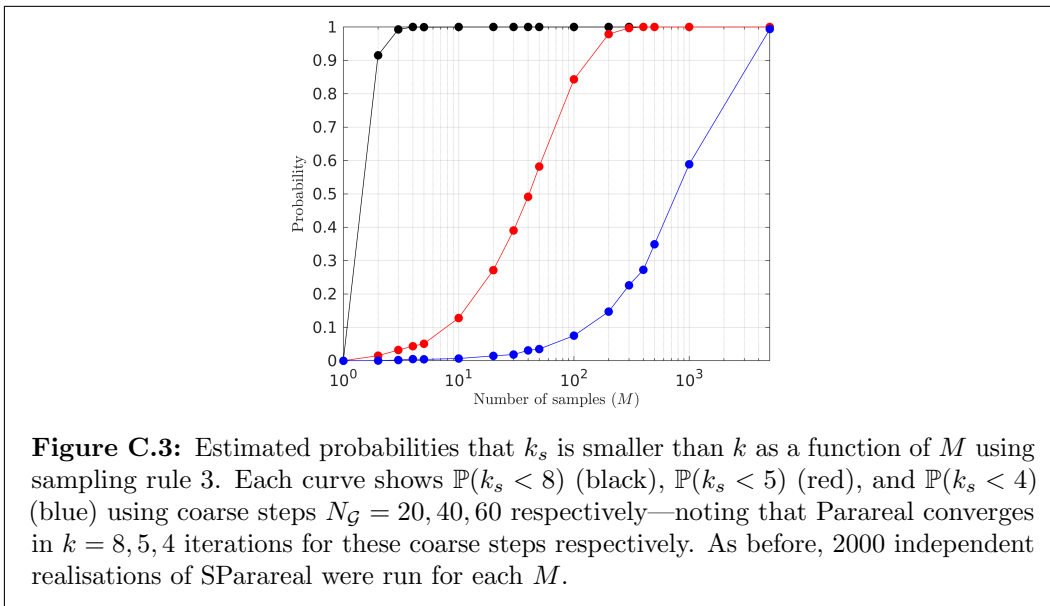 1
0.9
0.8
0.7
0.6
0.5
0.4
0.3
0.2
0.1
0
Probability
10^0 10^1 10^2 10^3
Number of samples (M)
Figure C.3: Estimated probabilities that k_s is smaller than k as a function of M using
sampling rule 3. Each curve shows ℙ(k_s < 8) (black), ℙ(k_s < 5) (red), and ℙ(k_s < 4)
(blue) using coarse steps N_𝒢 = 20, 40, 60 respectively—noting that Parareal converges
in k = 8, 5, 4 iterations for these coarse steps respectively. As before, 2000 independent
realisations of SParareal were run for each M.